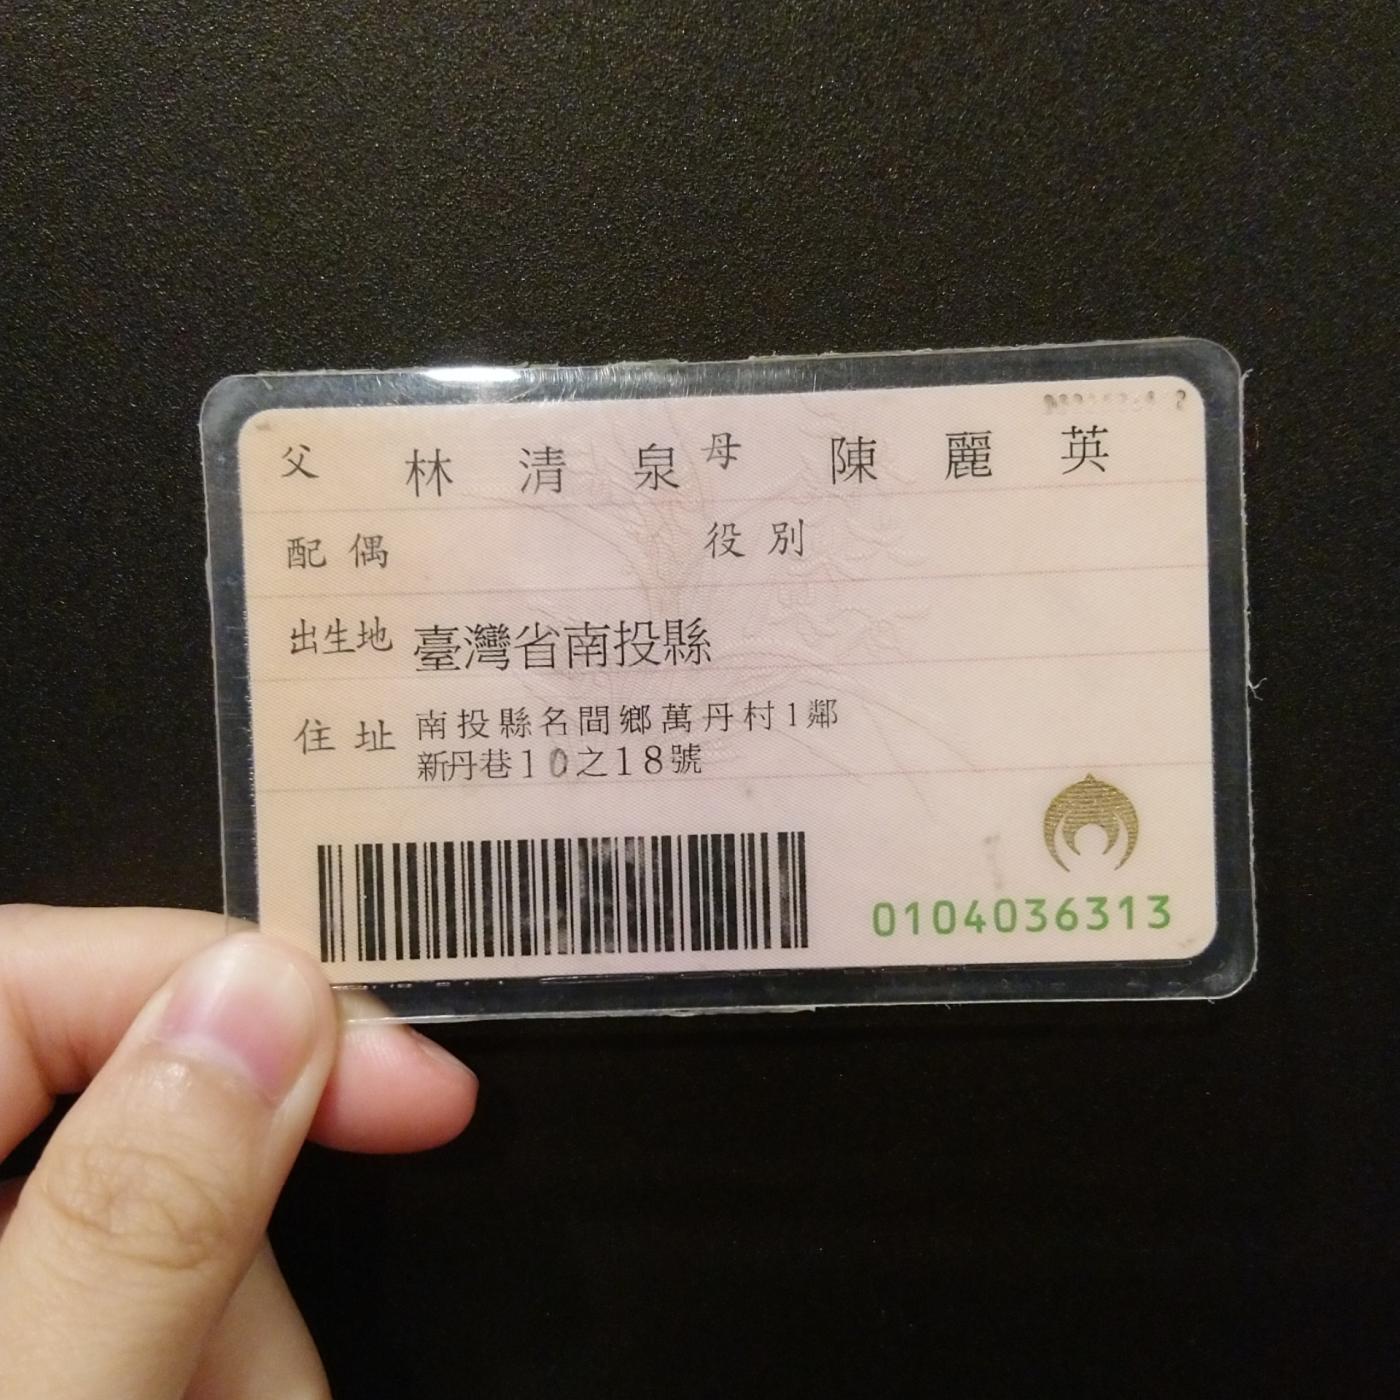 父 林清泉 母 陳麗英
配偶 役別
出生地 臺灣省南投縣
住址 南投縣名間鄉萬丹村1鄰
新丹巷10之18號
0104036313